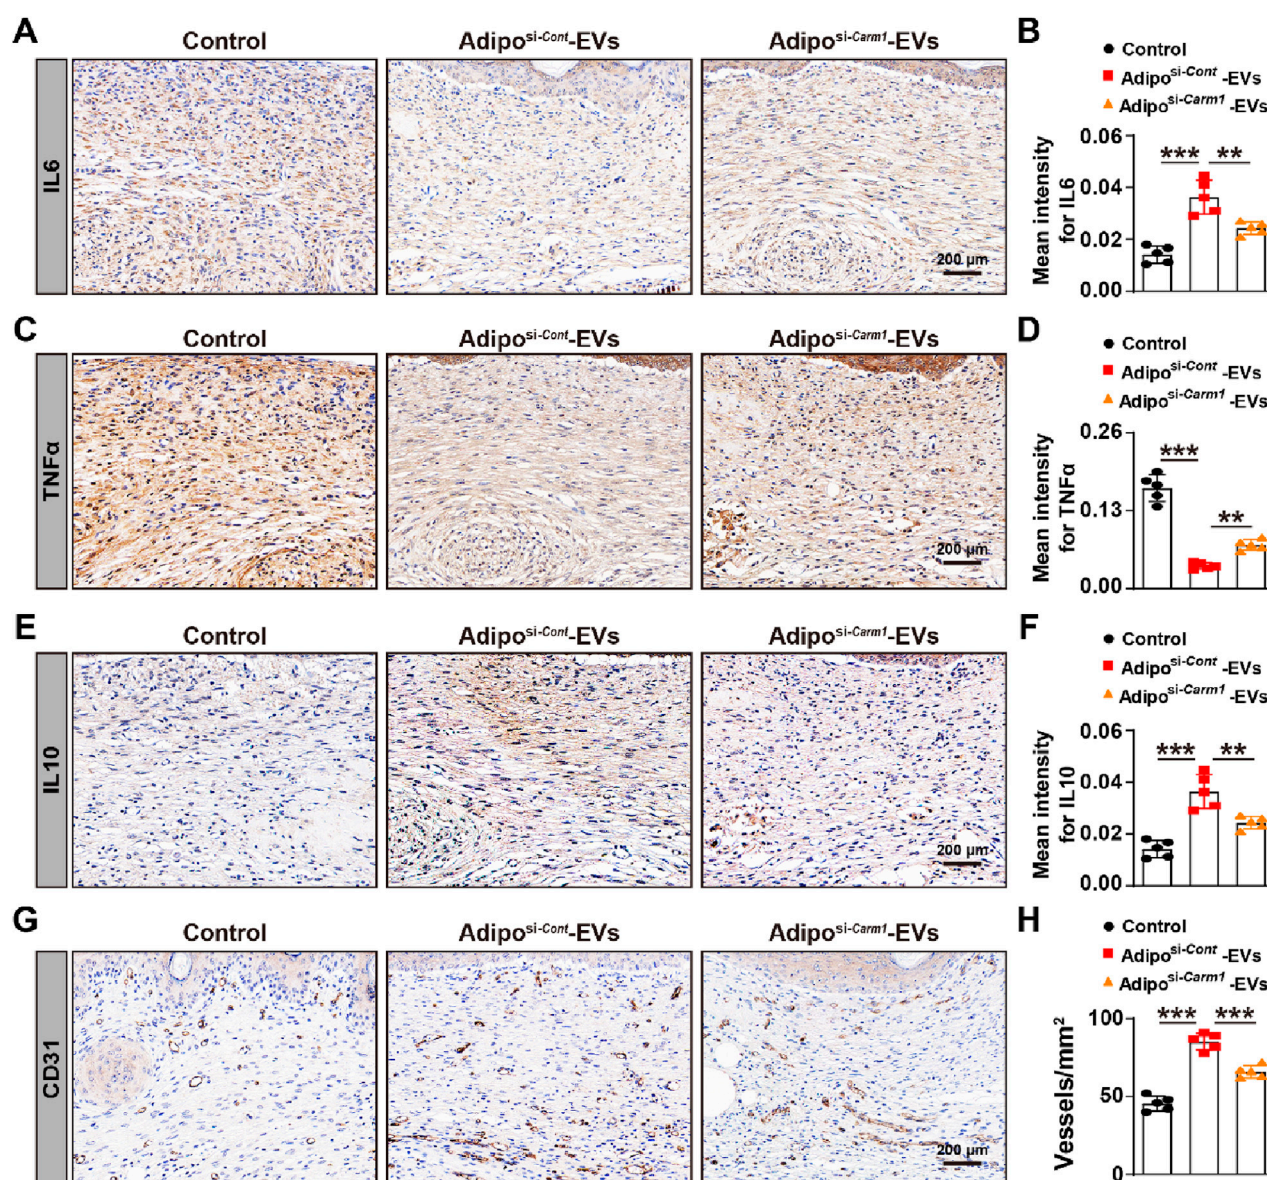 A
Control
Adipo^si-Cont-EVs
Adipo^si-Carm1-EVs
IL6
200 µm
B
Control
Adipo^si-Cont -EVs
Adipo^si-Carm1 -EVs
Mean intensity
for IL6
0.06
0.04
0.02
0.00
*** **
C
Control
Adipo^si-Cont-EVs
Adipo^si-Carm1-EVs
TNFα
200 µm
D
Control
Adipo^si-Cont -EVs
Adipo^si-Carm1 -EVs
Mean intensity
for TNFα
0.26
0.13
0.00
***
**
E
Control
Adipo^si-Cont-EVs
Adipo^si-Carm1-EVs
IL10
200 µm
F
Control
Adipo^si-Cont -EVs
Adipo^si-Carm1 -EVs
Mean intensity
for IL10
0.06
0.04
0.02
0.00
*** **
G
Control
Adipo^si-Cont-EVs
Adipo^si-Carm1-EVs
CD31
200 µm
H
Control
Adipo^si-Cont -EVs
Adipo^si-Carm1 -EVs
Vessels/mm²
100
50
0
*** ***